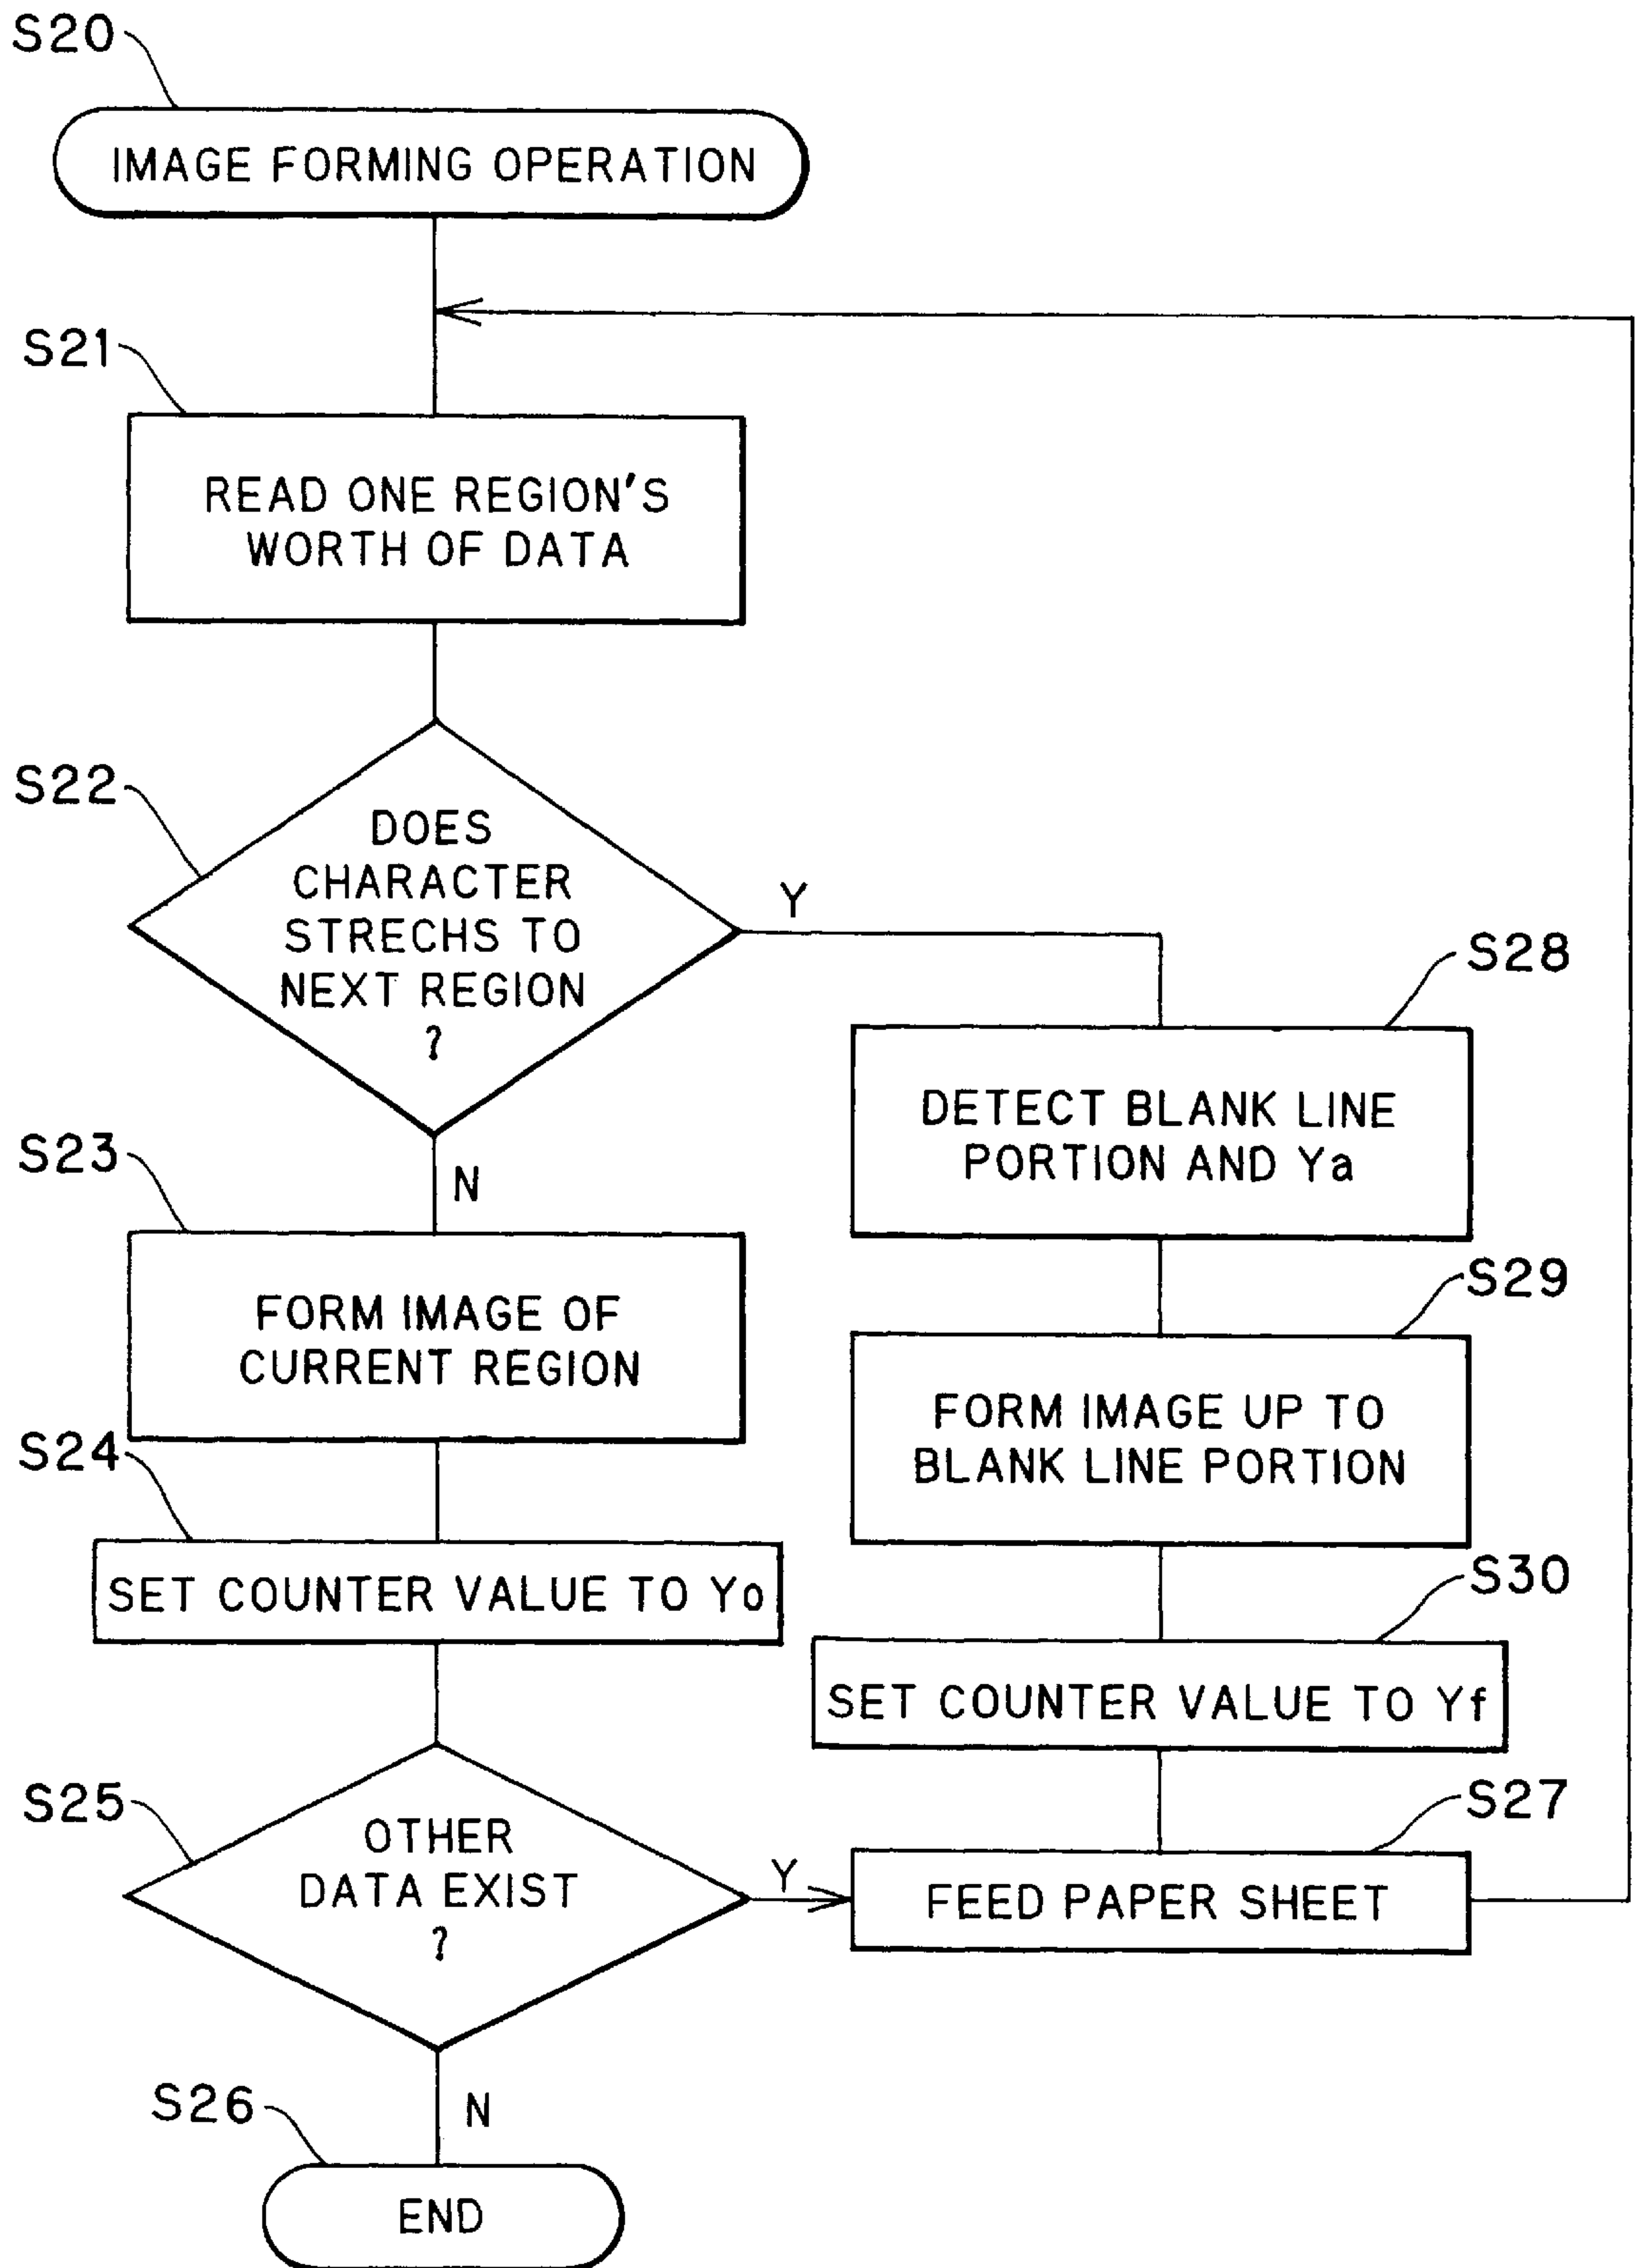 S20
IMAGE FORMING OPERATION
S21
READ ONE REGION'S
WORTH OF DATA
S22
DOES
CHARACTER
STRECHS TO
NEXT REGION
?
Y
N
S23
FORM IMAGE OF
CURRENT REGION
S24
SET COUNTER VALUE TO Yo
S25
OTHER
DATA EXIST
?
Y
N
S26
END
S28
DETECT BLANK LINE
PORTION AND Ya
S29
FORM IMAGE UP TO
BLANK LINE PORTION
S30
SET COUNTER VALUE TO Yf
S27
FEED PAPER SHEET